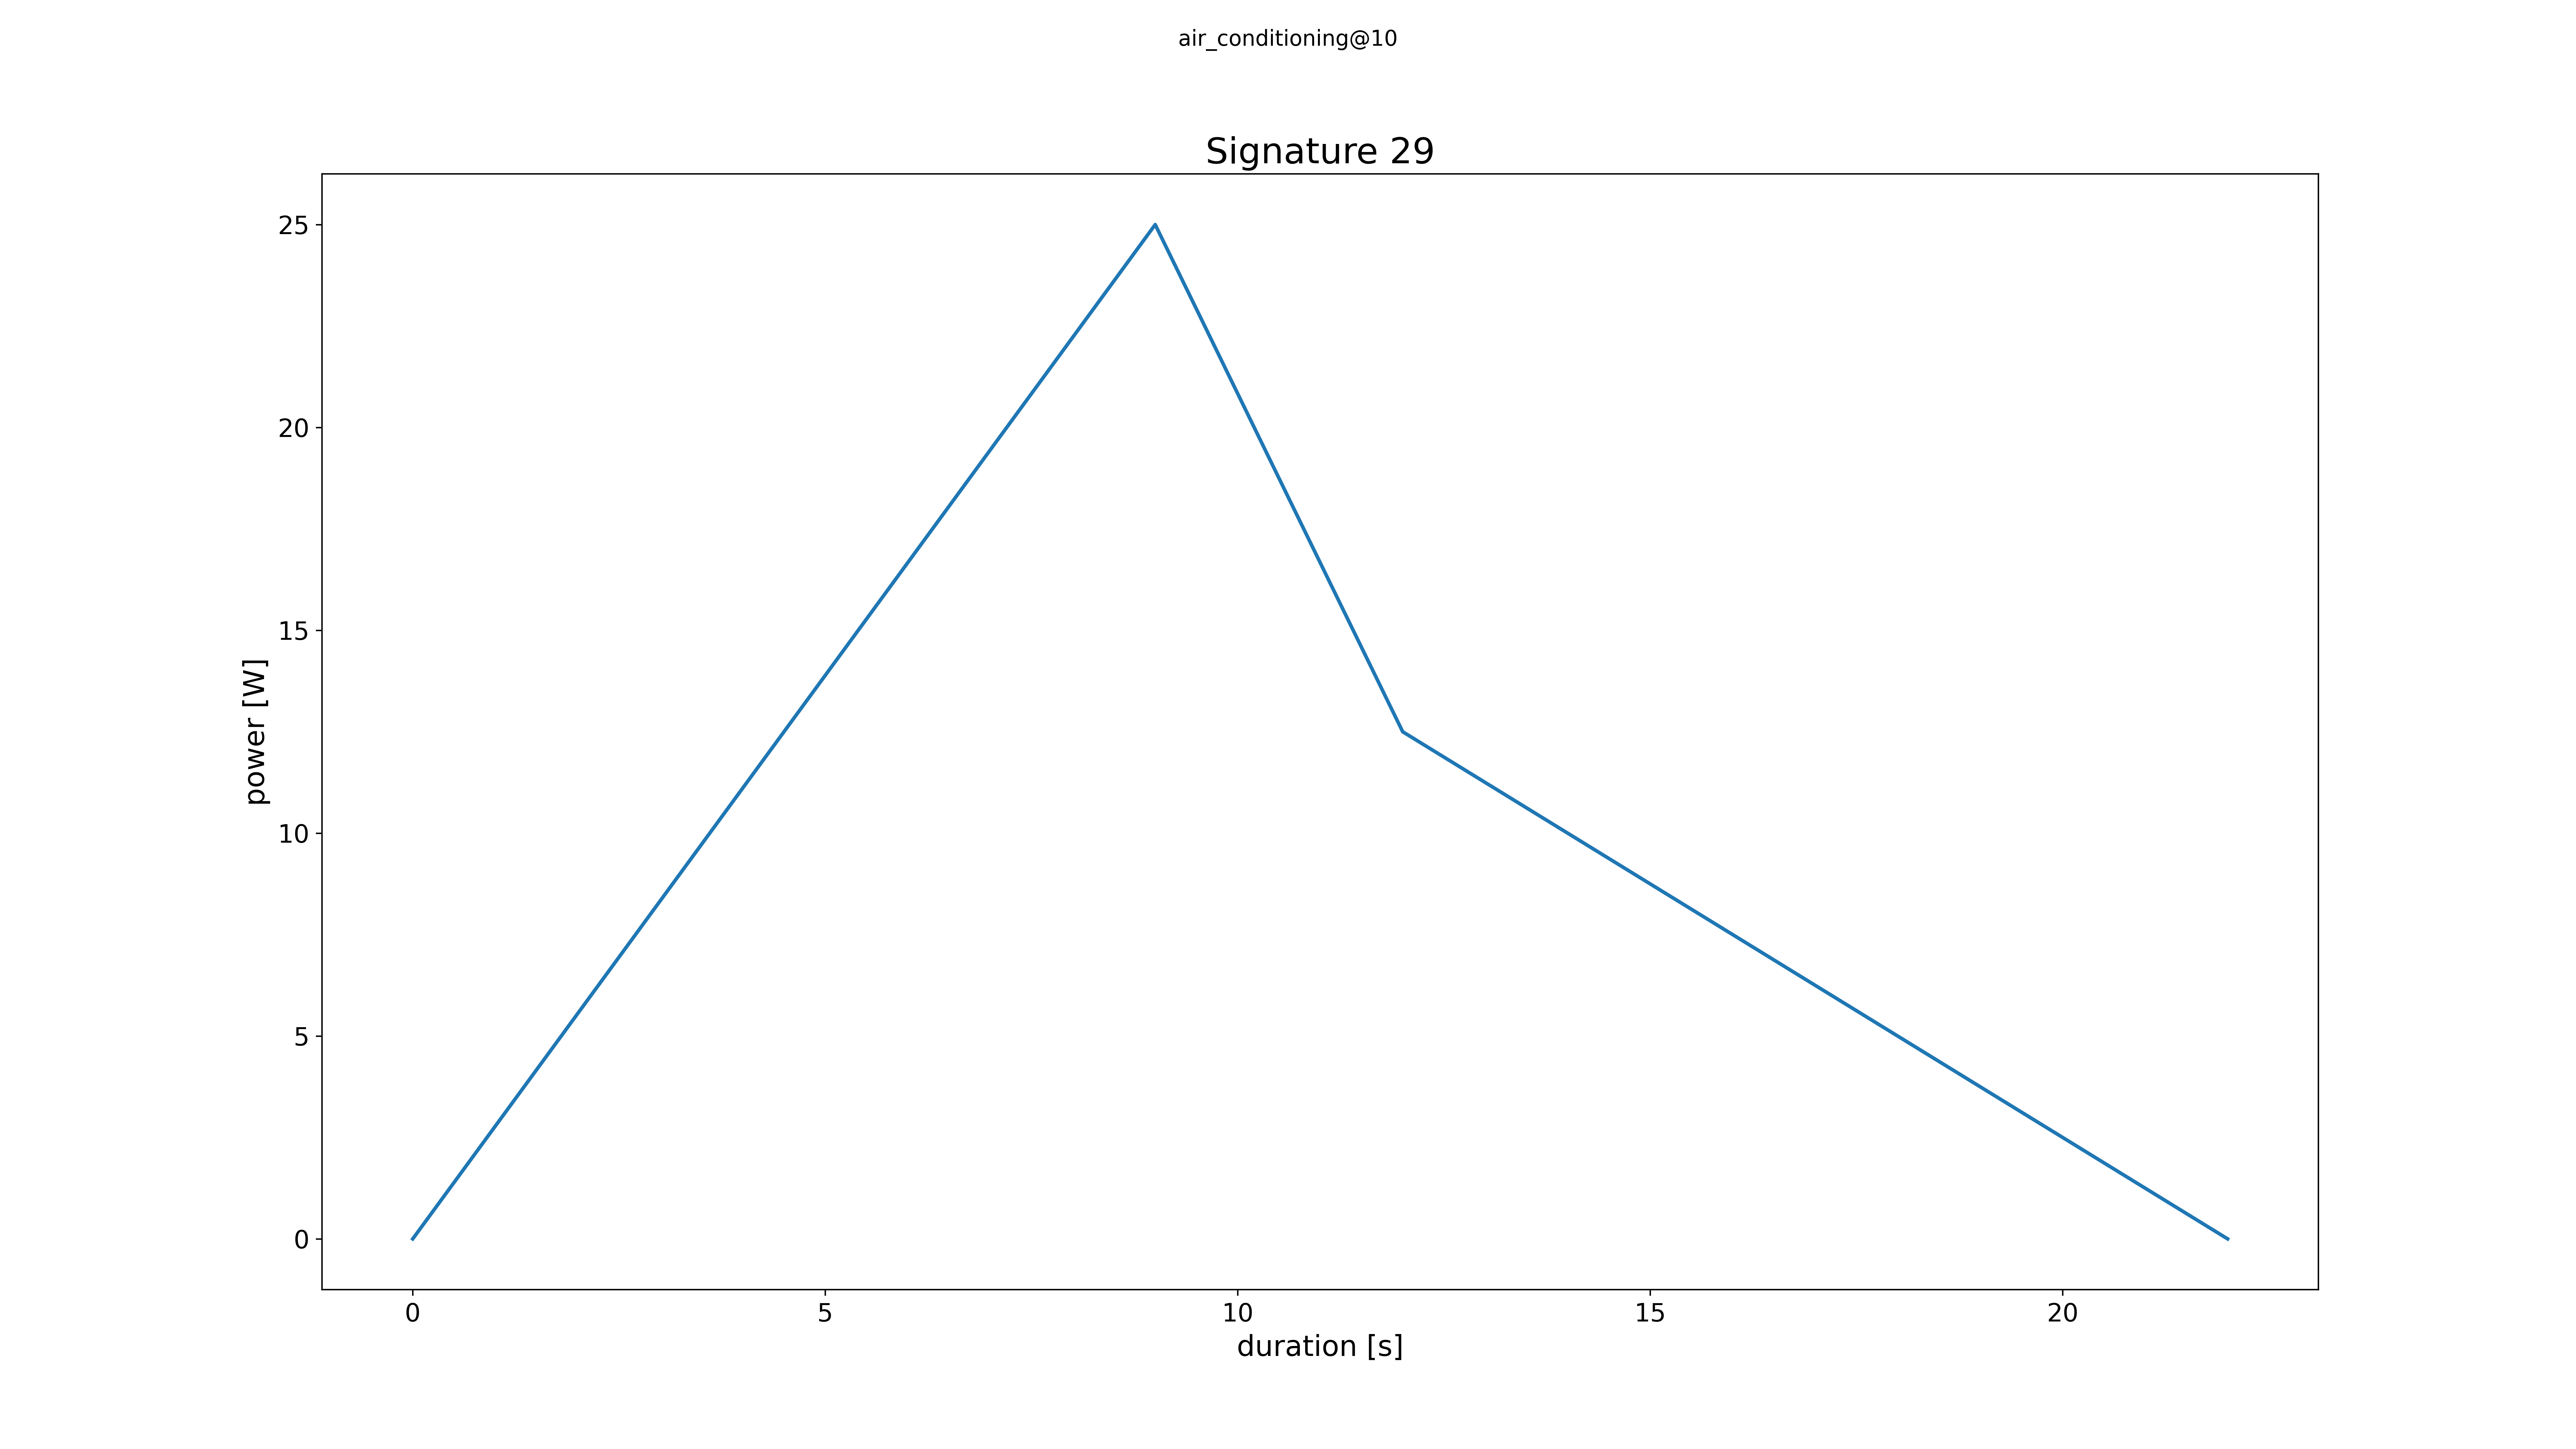 air_conditioning@10
Signature 29
25
20
15
10
5
0
power [W]
0 5 10 15 20
duration [s]